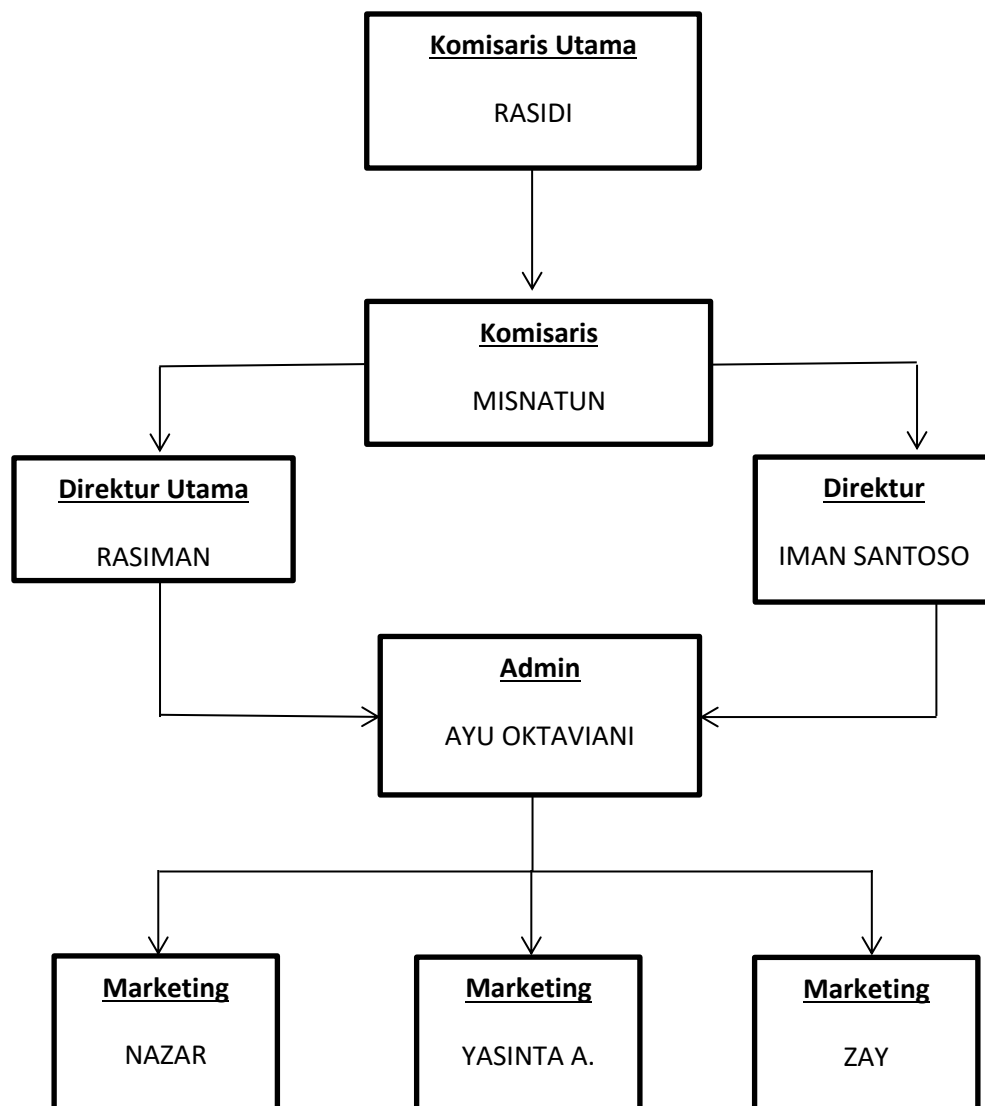 Komisaris Utama
RASIDI
Komisaris
MISNATUN
Direktur Utama
RASIMAN
Direktur
IMAN SANTOSO
Admin
AYU OKTAVIANI
Marketing
NAZAR
Marketing
YASINTA A.
Marketing
ZAY